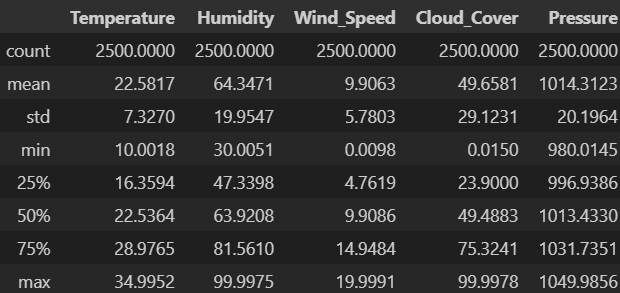 Temperature Humidity Wind_Speed Cloud_Cover Pressure
count 2500.0000 2500.0000 2500.0000 2500.0000 2500.0000
mean 22.5817 64.3471 9.9063 49.6581 1014.3123
std 7.3270 19.9547 5.7803 29.1231 20.1964
min 10.0018 30.0051 0.0098 0.0150 980.0145
25% 16.3594 47.3398 4.7619 23.9000 996.9386
50% 22.5364 63.9208 9.9086 49.4883 1013.4330
75% 28.9765 81.5610 14.9484 75.3241 1031.7351
max 34.9952 99.9975 19.9991 99.9978 1049.9856